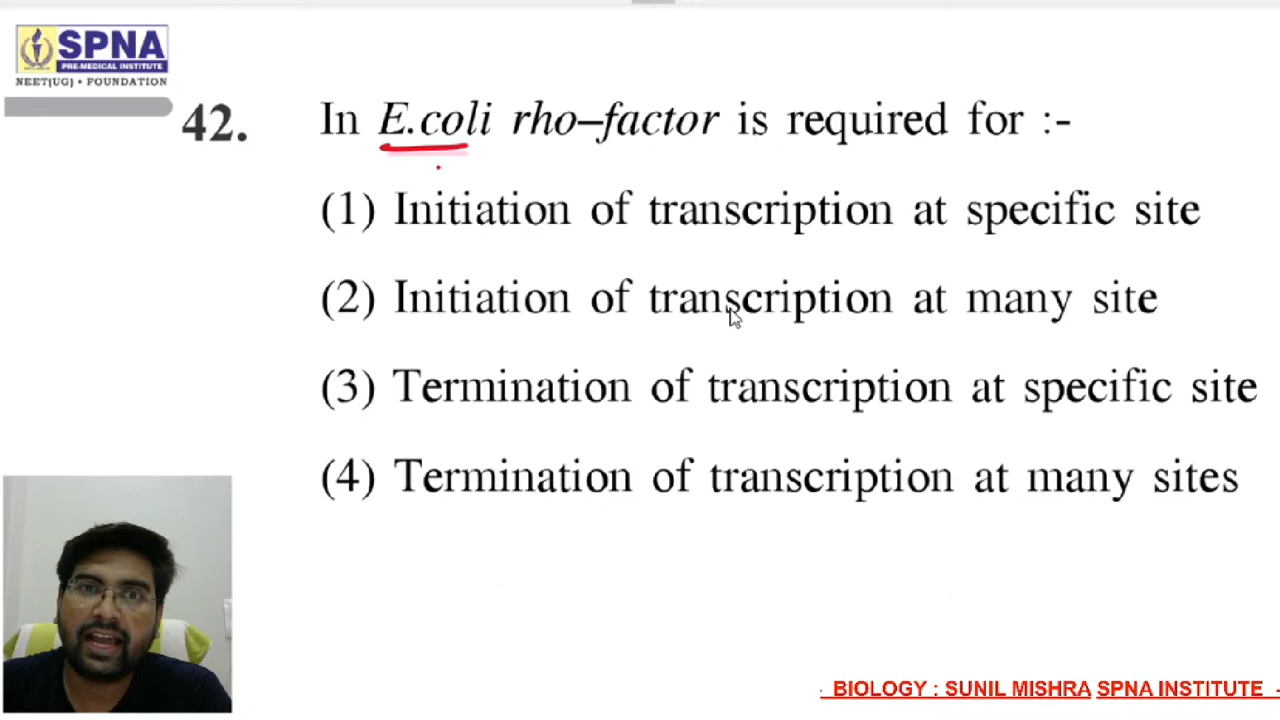 SPNA
PRE-MEDICAL INSTITUTE
NEET(UG) • FOUNDATION
42. In E.coli rho–factor is required for :-
(1) Initiation of transcription at specific site
(2) Initiation of transcription at many site
(3) Termination of transcription at specific site
(4) Termination of transcription at many sites
BIOLOGY : SUNIL MISHRA SPNA INSTITUTE